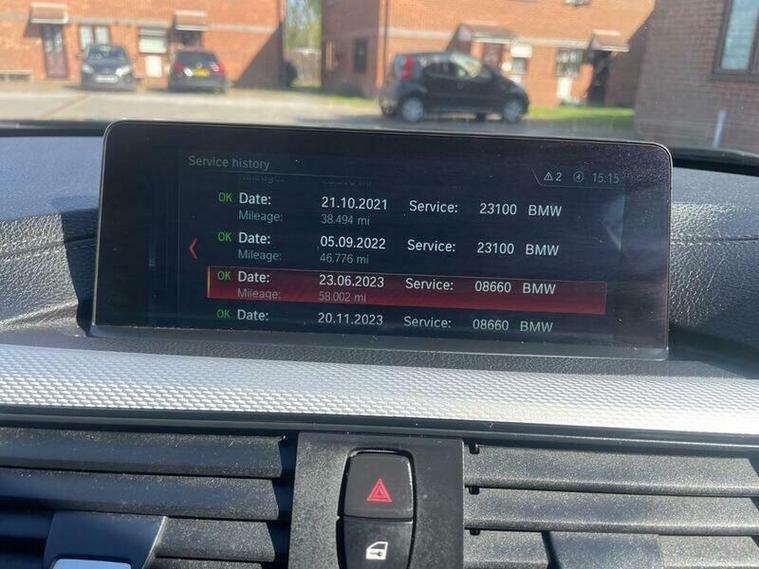 Service history
2 15:15
Mileage:
OK Date: 21.10.2021 Service: 23100 BMW
Mileage: 38.494 mi
OK Date: 05.09.2022 Service: 23100 BMW
Mileage: 46.776 mi
OK Date: 23.06.2023 Service: 08660 BMW
Mileage: 58.002 mi
OK Date: 20.11.2023 Service: 08660 BMW